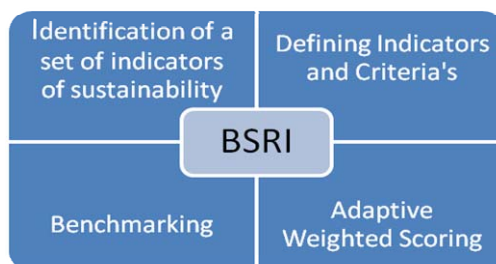 Identification of a
set of indicators
of sustainability
Defining Indicators
and Criteria's
BSRI
Benchmarking
Adaptive
Weighted Scoring